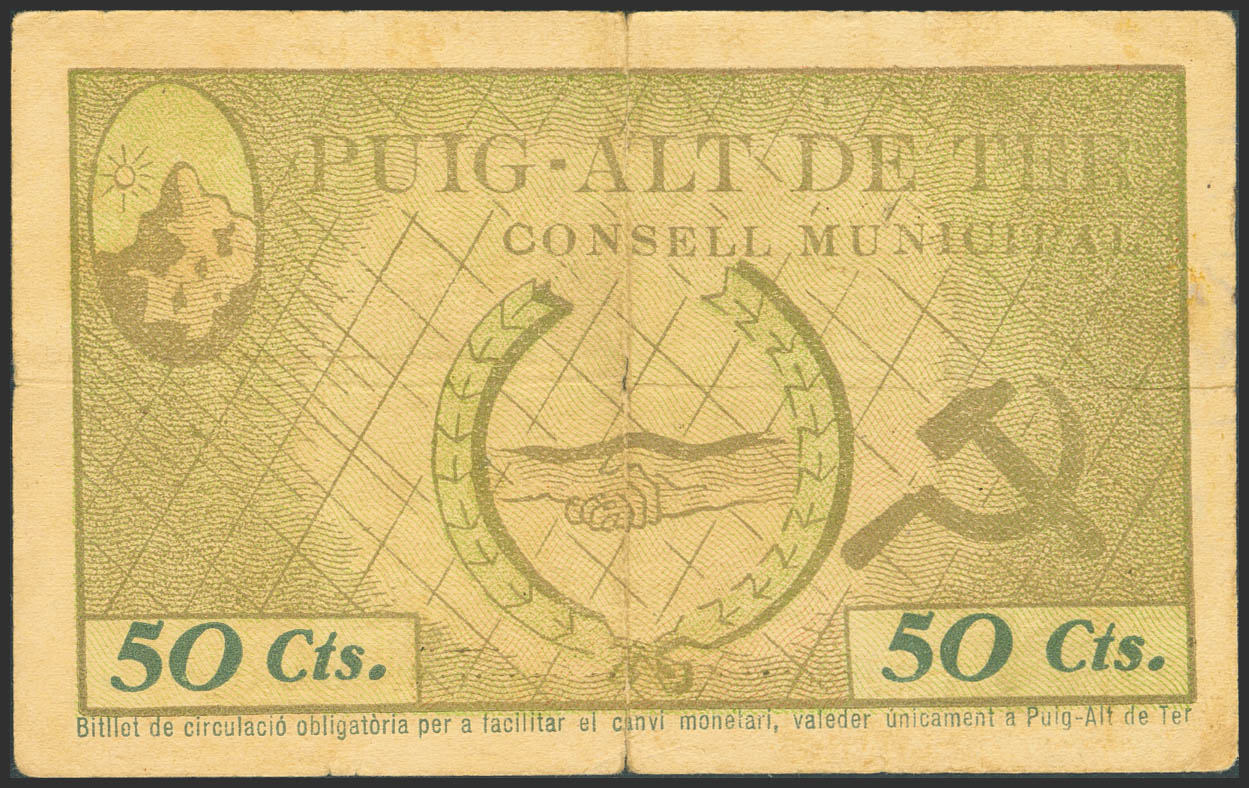 PUIG-ALT DE TER
CONSELL MUNICIPAL
50 Cts.
50 Cts.
Bitllet de circulació obligatòria per a facilitar el canvi monetari, valeder únicament a Puig-Alt de Ter